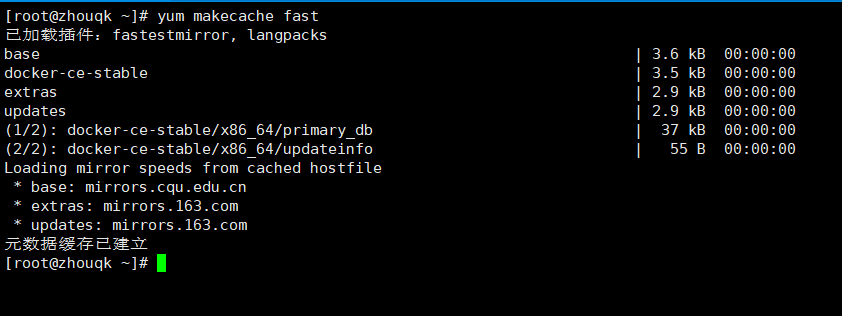 [root@zhouqk ~]# yum makecache fast
已加载插件：fastestmirror, langpacks
base | 3.6 kB 00:00:00
docker-ce-stable | 3.5 kB 00:00:00
extras | 2.9 kB 00:00:00
updates | 2.9 kB 00:00:00
(1/2): docker-ce-stable/x86_64/primary_db | 37 kB 00:00:00
(2/2): docker-ce-stable/x86_64/updateinfo | 55 B 00:00:00
Loading mirror speeds from cached hostfile
 * base: mirrors.cqu.edu.cn
 * extras: mirrors.163.com
 * updates: mirrors.163.com
元数据缓存已建立
[root@zhouqk ~]#